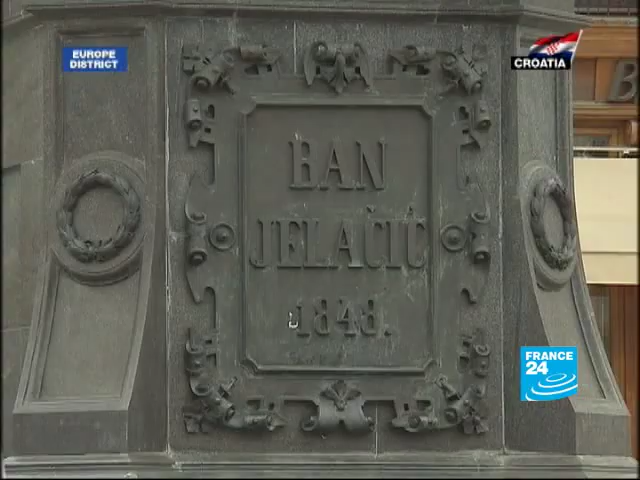 EUROPE
DISTRICT
CROATIA
BAN
JELAČIĆ
1848.
FRANCE
24